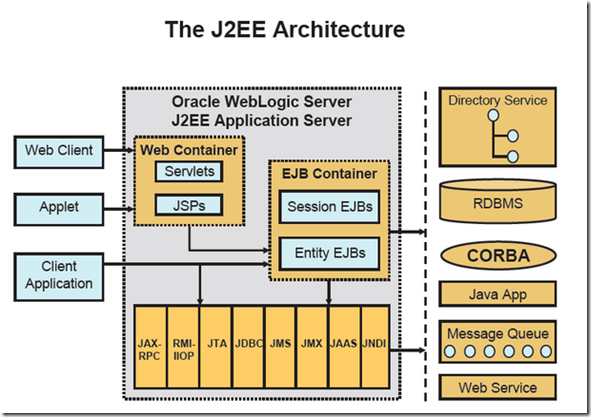 The J2EE Architecture
Oracle WebLogic Server
J2EE Application Server
Web Client
Applet
Client
Application
Web Container
Servlets
JSPs
EJB Container
Session EJBs
Entity EJBs
JAX-
RPC
RMI-
IIOP
JTA
JDBC
JMS
JMX
JAAS
JNDI
Directory Service
RDBMS
CORBA
Java App
Message Queue
Web Service